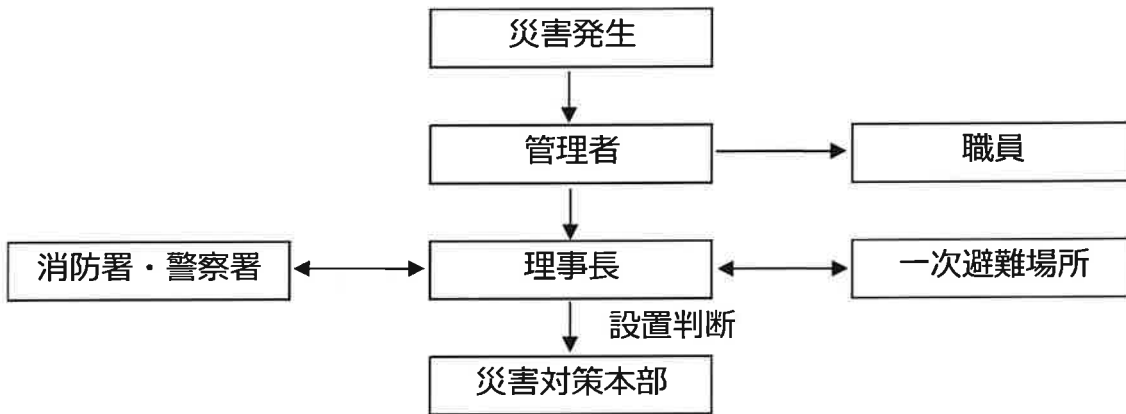 災害発生
管理者
職員
消防署・警察署
理事長
一次避難場所
設置判断
災害対策本部